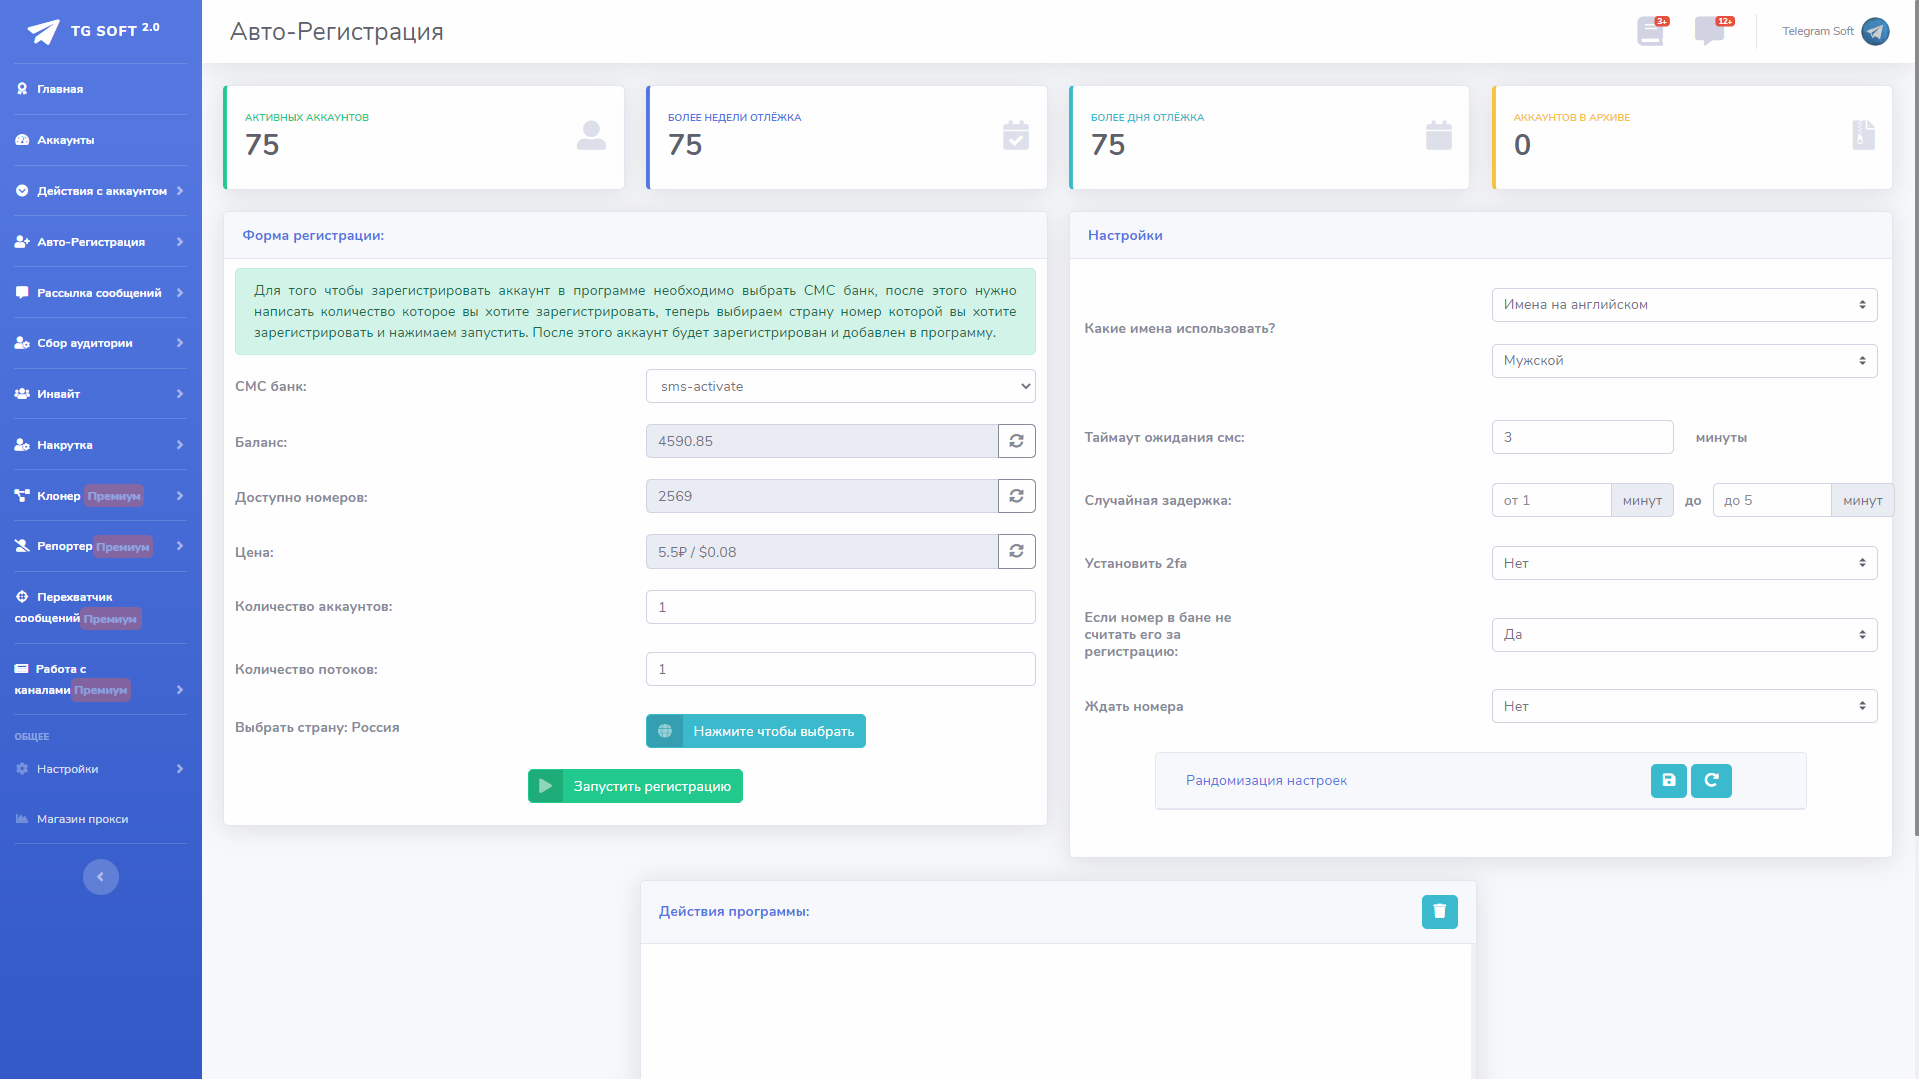 TG SOFT 2.0
Авто-Регистрация
3+
12+
Telegram Soft
Главная
Аккаунты
Действия с аккаунтом
Авто-Регистрация
Рассылка сообщений
Сбор аудитории
Инвайт
Накрутка
Клонер Премиум
Репортер Премиум
Перехватчик
сообщений Премиум
Работа с
каналами Премиум
ОБЩЕЕ
Настройки
Магазин прокси
АКТИВНЫХ АККАУНТОВ
75
БОЛЕЕ НЕДЕЛИ ОТЛЁЖКА
75
БОЛЕЕ ДНЯ ОТЛЁЖКА
75
АККАУНТОВ В АРХИВЕ
0
Форма регистрации:
Для того чтобы зарегистрировать аккаунт в программе необходимо выбрать СМС банк, после этого нужно
написать количество которое вы хотите зарегистрировать, теперь выбираем страну номер которой вы хотите
зарегистрировать и нажимаем запустить. После этого аккаунт будет зарегистрирован и добавлен в программу.
СМС банк:
sms-activate
Баланс:
4590.85
Доступно номеров:
2569
Цена:
5.5₽ / $0.08
Количество аккаунтов:
1
Количество потоков:
1
Выбрать страну: Россия
Нажмите чтобы выбрать
Запустить регистрацию
Настройки
Какие имена использовать?
Имена на английском
Мужской
Таймаут ожидания смс:
3
минуты
Случайная задержка:
от 1
минут
до
до 5
минут
Установить 2fa
Нет
Если номер в бане не
считать его за
регистрацию:
Да
Ждать номера
Нет
Рандомизация настроек
Действия программы: